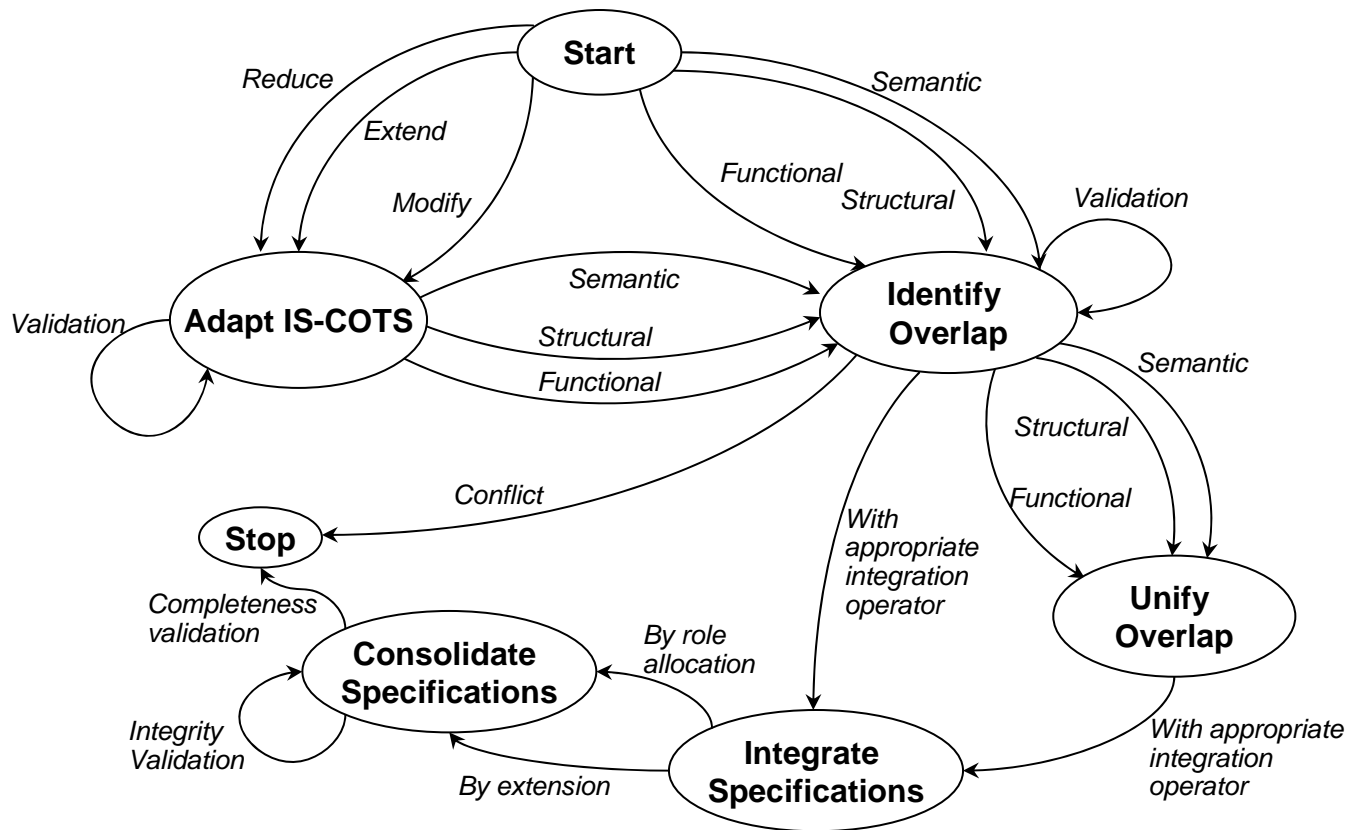 Start
Reduce
Semantic
Extend
Functional
Structural
Modify
Validation
Semantic
Identify
Overlap
Validation
Adapt IS-COTS
Structural
Functional
Semantic
Structural
Conflict
Functional
With
appropriate
integration
operator
Stop
Completeness
validation
Unify
Overlap
By role
allocation
Consolidate
Specifications
Integrity
Validation
Integrate
Specifications
With appropriate
integration
operator
By extension